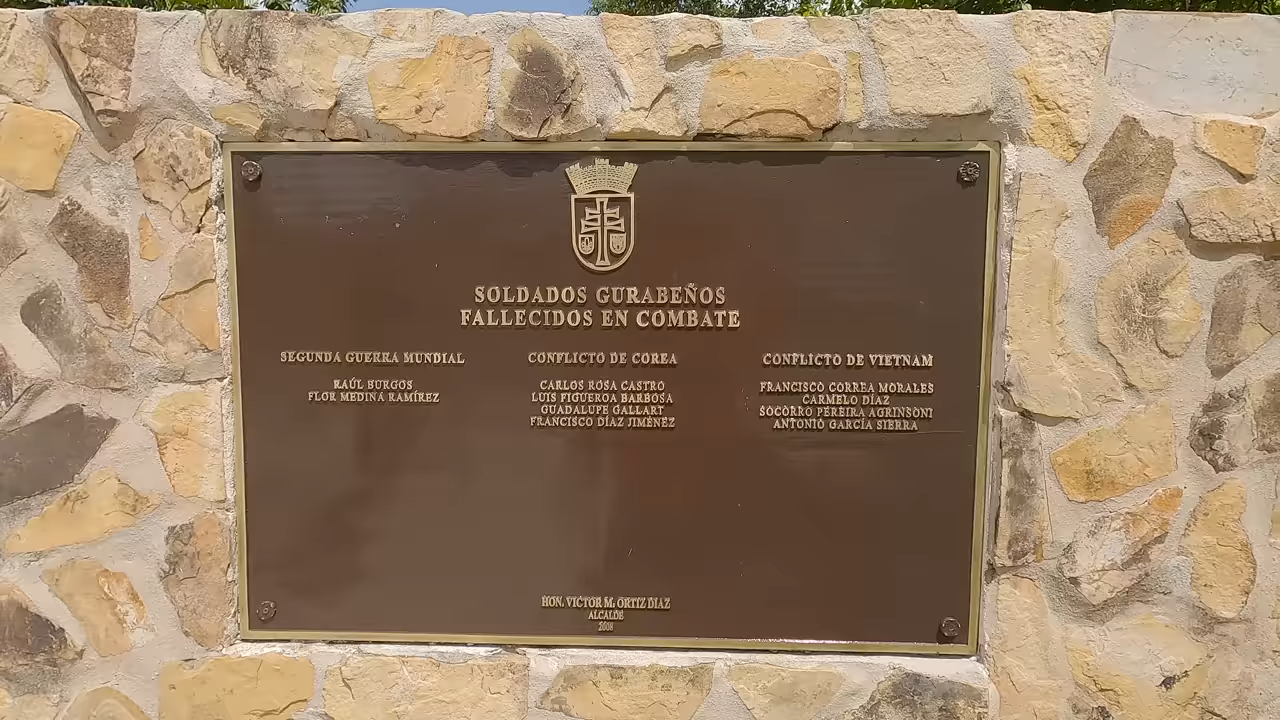 SOLDADOS GURABEÑOS
FALLECIDOS EN COMBATE
SEGUNDA GUERRA MUNDIAL
RAÚL BURGOS
FLOR MEDINA RAMÍREZ
CONFLICTO DE COREA
CARLOS ROSA CASTRO
LUIS FIGUEROA BARBOSA
GUADALUPE GALLART
FRANCISCO DÍAZ JIMÉNEZ
CONFLICTO DE VIETNAM
FRANCISCO CORREA MORALES
CARMELO DÍAZ
SOCORRO PEREIRA AGRINSONI
ANTONIO GARCÍA SIERRA
HON. VICTOR M. ORTIZ DIAZ
ALCALDE
2008